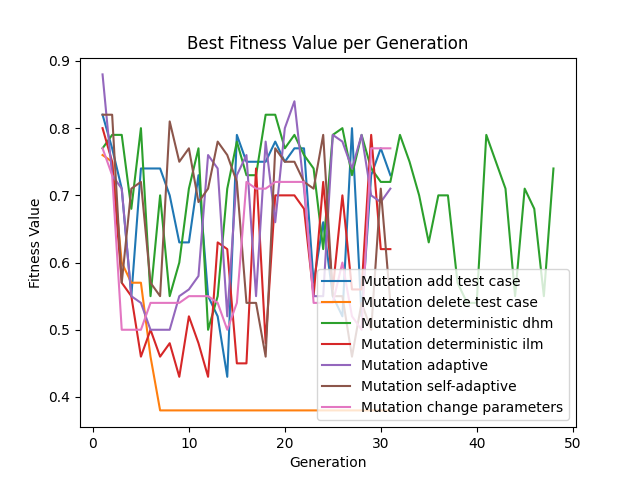 Best Fitness Value per Generation
0.9
0.8
0.7
0.6
0.5
0.4
Fitness Value
Mutation add test case
Mutation delete test case
Mutation deterministic dhm
Mutation deterministic ilm
Mutation adaptive
Mutation self-adaptive
Mutation change parameters
0 10 20 30 40 50
Generation